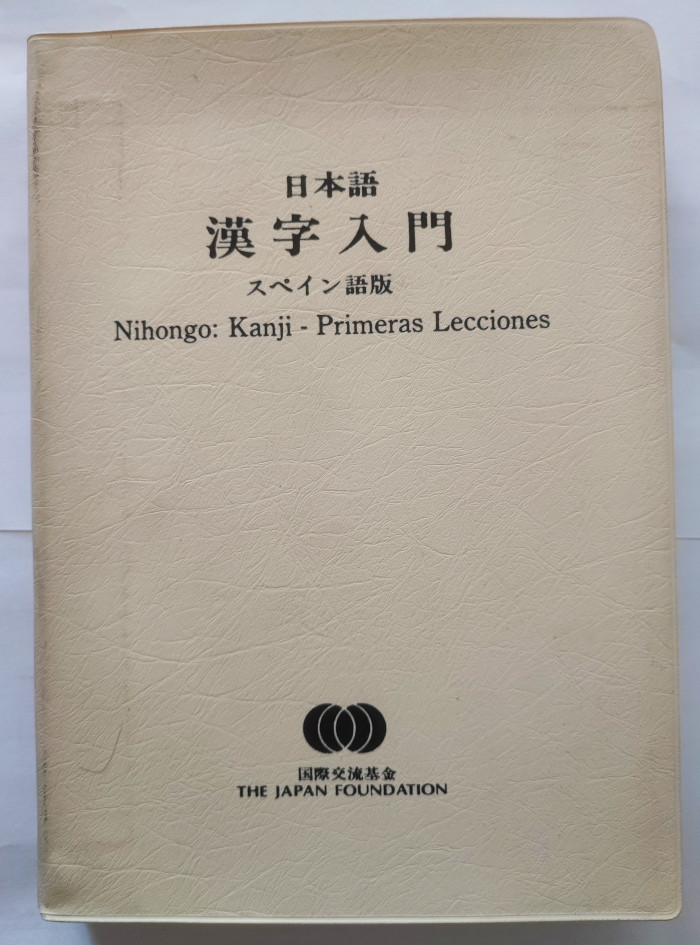 日本語
漢字入門
スペイン語版
Nihongo: Kanji - Primeras Lecciones
国際交流基金
THE JAPAN FOUNDATION